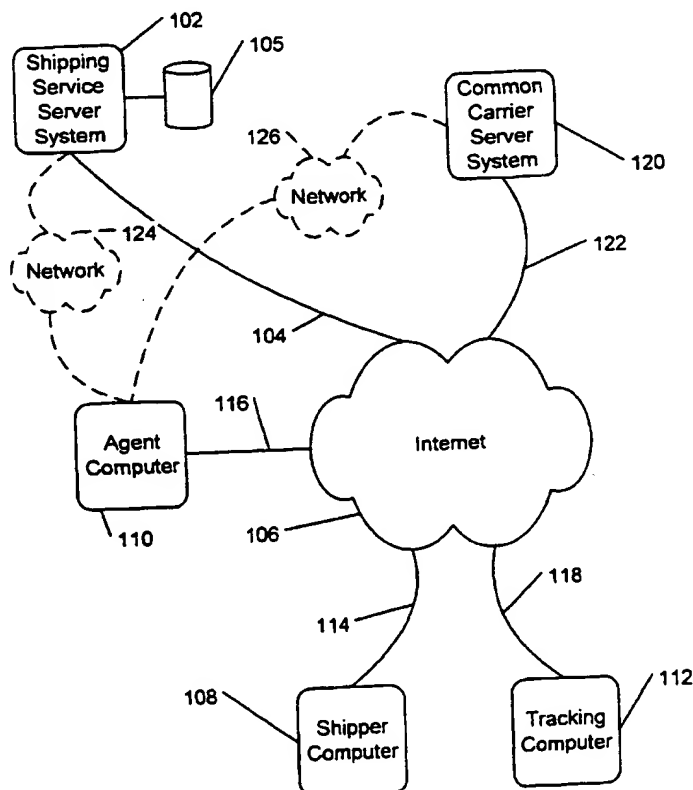 102
Shipping
Service
Server
System
105
126
Common
Carrier
Server
System
120
Network
124
Network
122
104
116
Agent
Computer
Internet
110
106
118
114
108
Shipper
Computer
Tracking
Computer
112